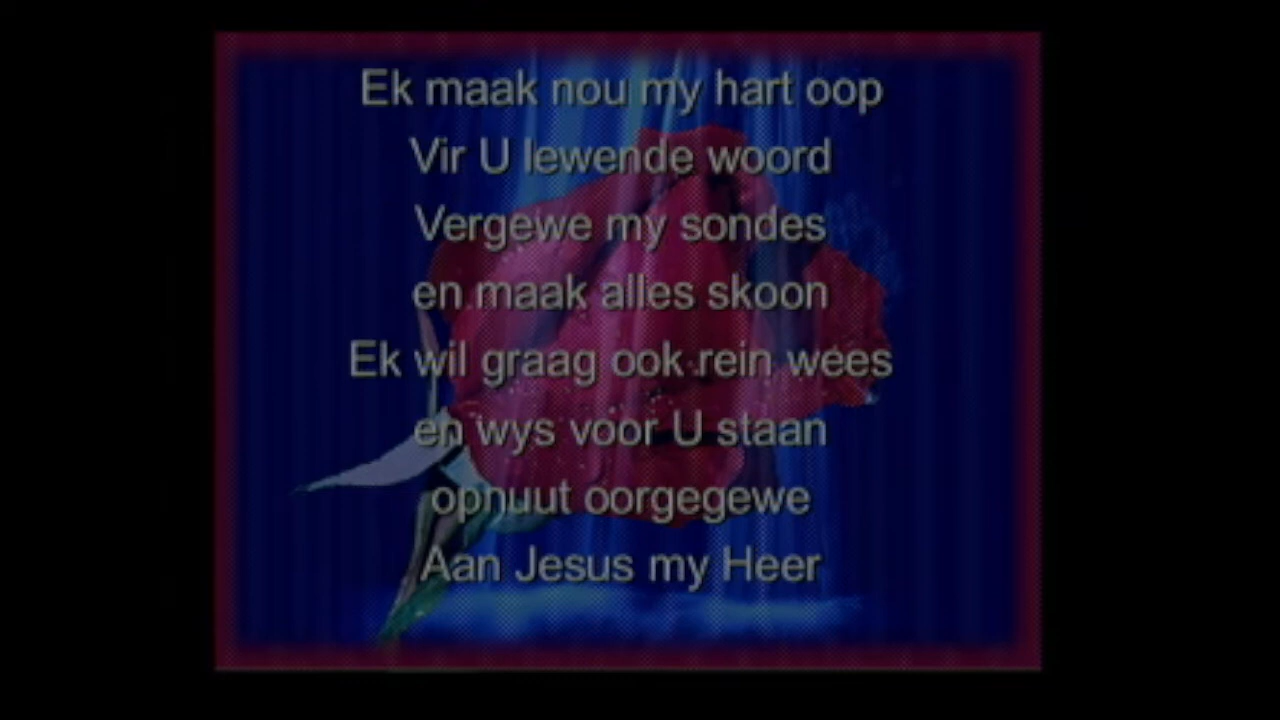 Ek maak nou my hart oop
Vir U lewende woord
Vergewe my sondes
en maak alles skoon
Ek wil graag ook rein wees
en wys voor U staan
opnuut oorgegewe
Aan Jesus my Heer